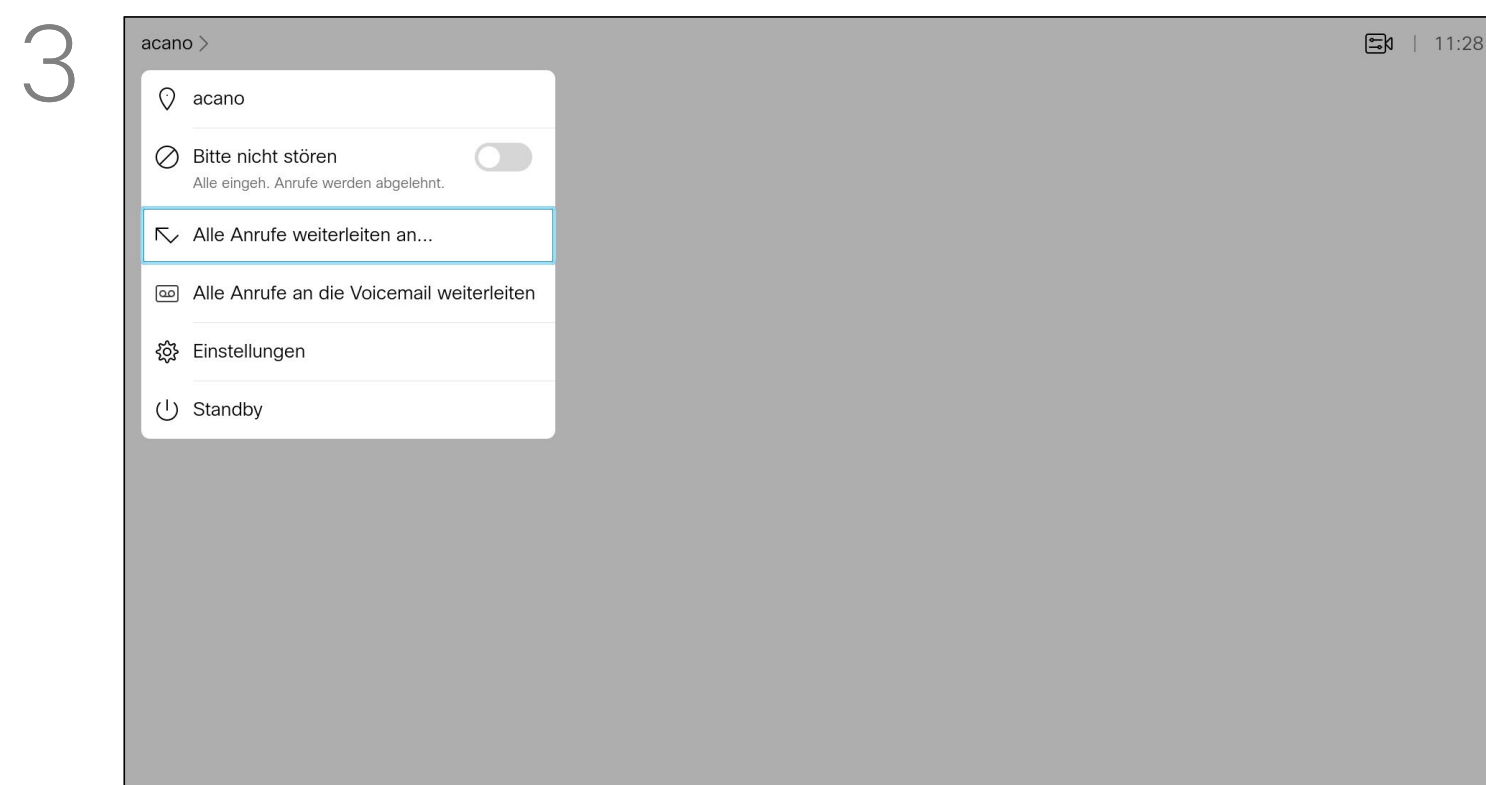 3
acano
11:28
acano
Bitte nicht stören
Alle eingeh. Anrufe werden abgelehnt.
Alle Anrufe weiterleiten an...
Alle Anrufe an die Voicemail weiterleiten
Einstellungen
Standby